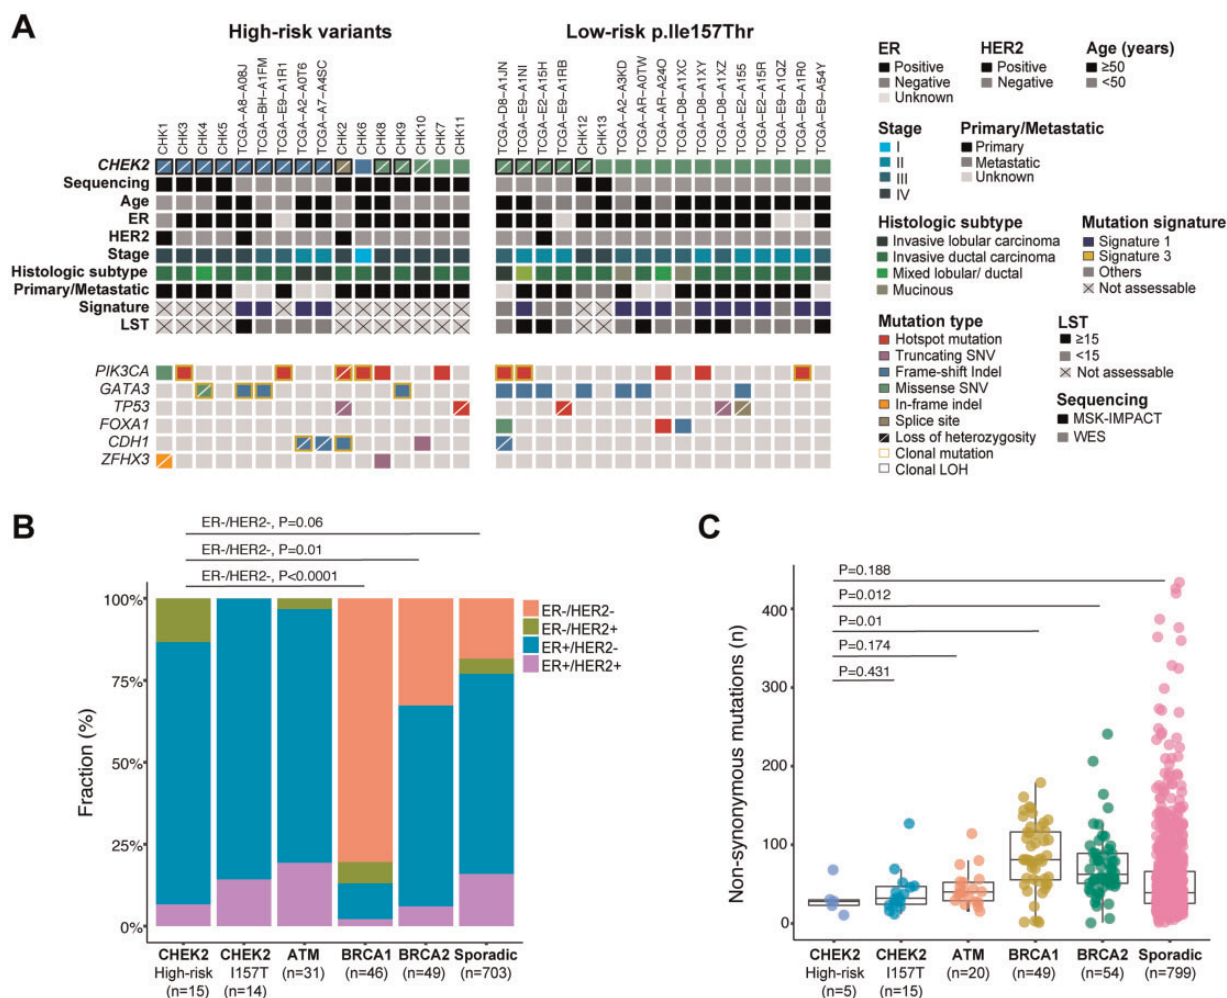 A
High-risk variants
Low-risk p.Ile157Thr
CHK1
CHK3
CHK4
CHK5
TCGA-A8-A08J
TCGA-BH-A1FM
TCGA-E9-A1R1
TCGA-A2-A0T6
TCGA-A7-A4SC
CHK2
CHK6
CHK8
CHK9
CHK10
CHK7
CHK11
TCGA-D8-A1JN
TCGA-E9-A1NI
TCGA-E2-A15H
TCGA-E9-A1RB
CHK12
CHK13
TCGA-A2-A3KD
TCGA-AR-A0TW
TCGA-AR-A24O
TCGA-D8-A1XC
TCGA-D8-A1XY
TCGA-D8-A1XZ
TCGA-E2-A155
TCGA-E2-A15R
TCGA-E9-A1QZ
TCGA-E9-A1R0
TCGA-E9-A54Y
CHEK2
Sequencing
Age
ER
HER2
Stage
Histologic subtype
Primary/Metastatic
Signature
LST
PIK3CA
GATA3
TP53
FOXA1
CDH1
ZFHX3
ER
Positive
Negative
Unknown
HER2
Positive
Negative
Age (years)
≥50
<50
Stage
I
II
III
IV
Primary/Metastatic
Primary
Metastatic
Unknown
Histologic subtype
Invasive lobular carcinoma
Invasive ductal carcinoma
Mixed lobular/ ductal
Mucinous
Mutation signature
Signature 1
Signature 3
Others
Not assessable
Mutation type
Hotspot mutation
Truncating SNV
Frame-shift Indel
Missense SNV
In-frame indel
Splice site
Loss of heterozygosity
Clonal mutation
Clonal LOH
LST
≥15
<15
Not assessable
Sequencing
MSK-IMPACT
WES
B
ER-/HER2-, P=0.06
ER-/HER2-, P=0.01
ER-/HER2-, P<0.0001
100%
75%
50%
25%
0%
Fraction (%)
ER-/HER2-
ER-/HER2+
ER+/HER2-
ER+/HER2+
CHEK2
High-risk
(n=15)
CHEK2
I157T
(n=14)
ATM
(n=31)
BRCA1
(n=46)
BRCA2
(n=49)
Sporadic
(n=703)
C
P=0.188
P=0.012
P=0.01
P=0.174
P=0.431
400
300
200
100
0
Non-synonymous mutations (n)
CHEK2
High-risk
(n=5)
CHEK2
I157T
(n=15)
ATM
(n=20)
BRCA1
(n=49)
BRCA2
(n=54)
Sporadic
(n=799)